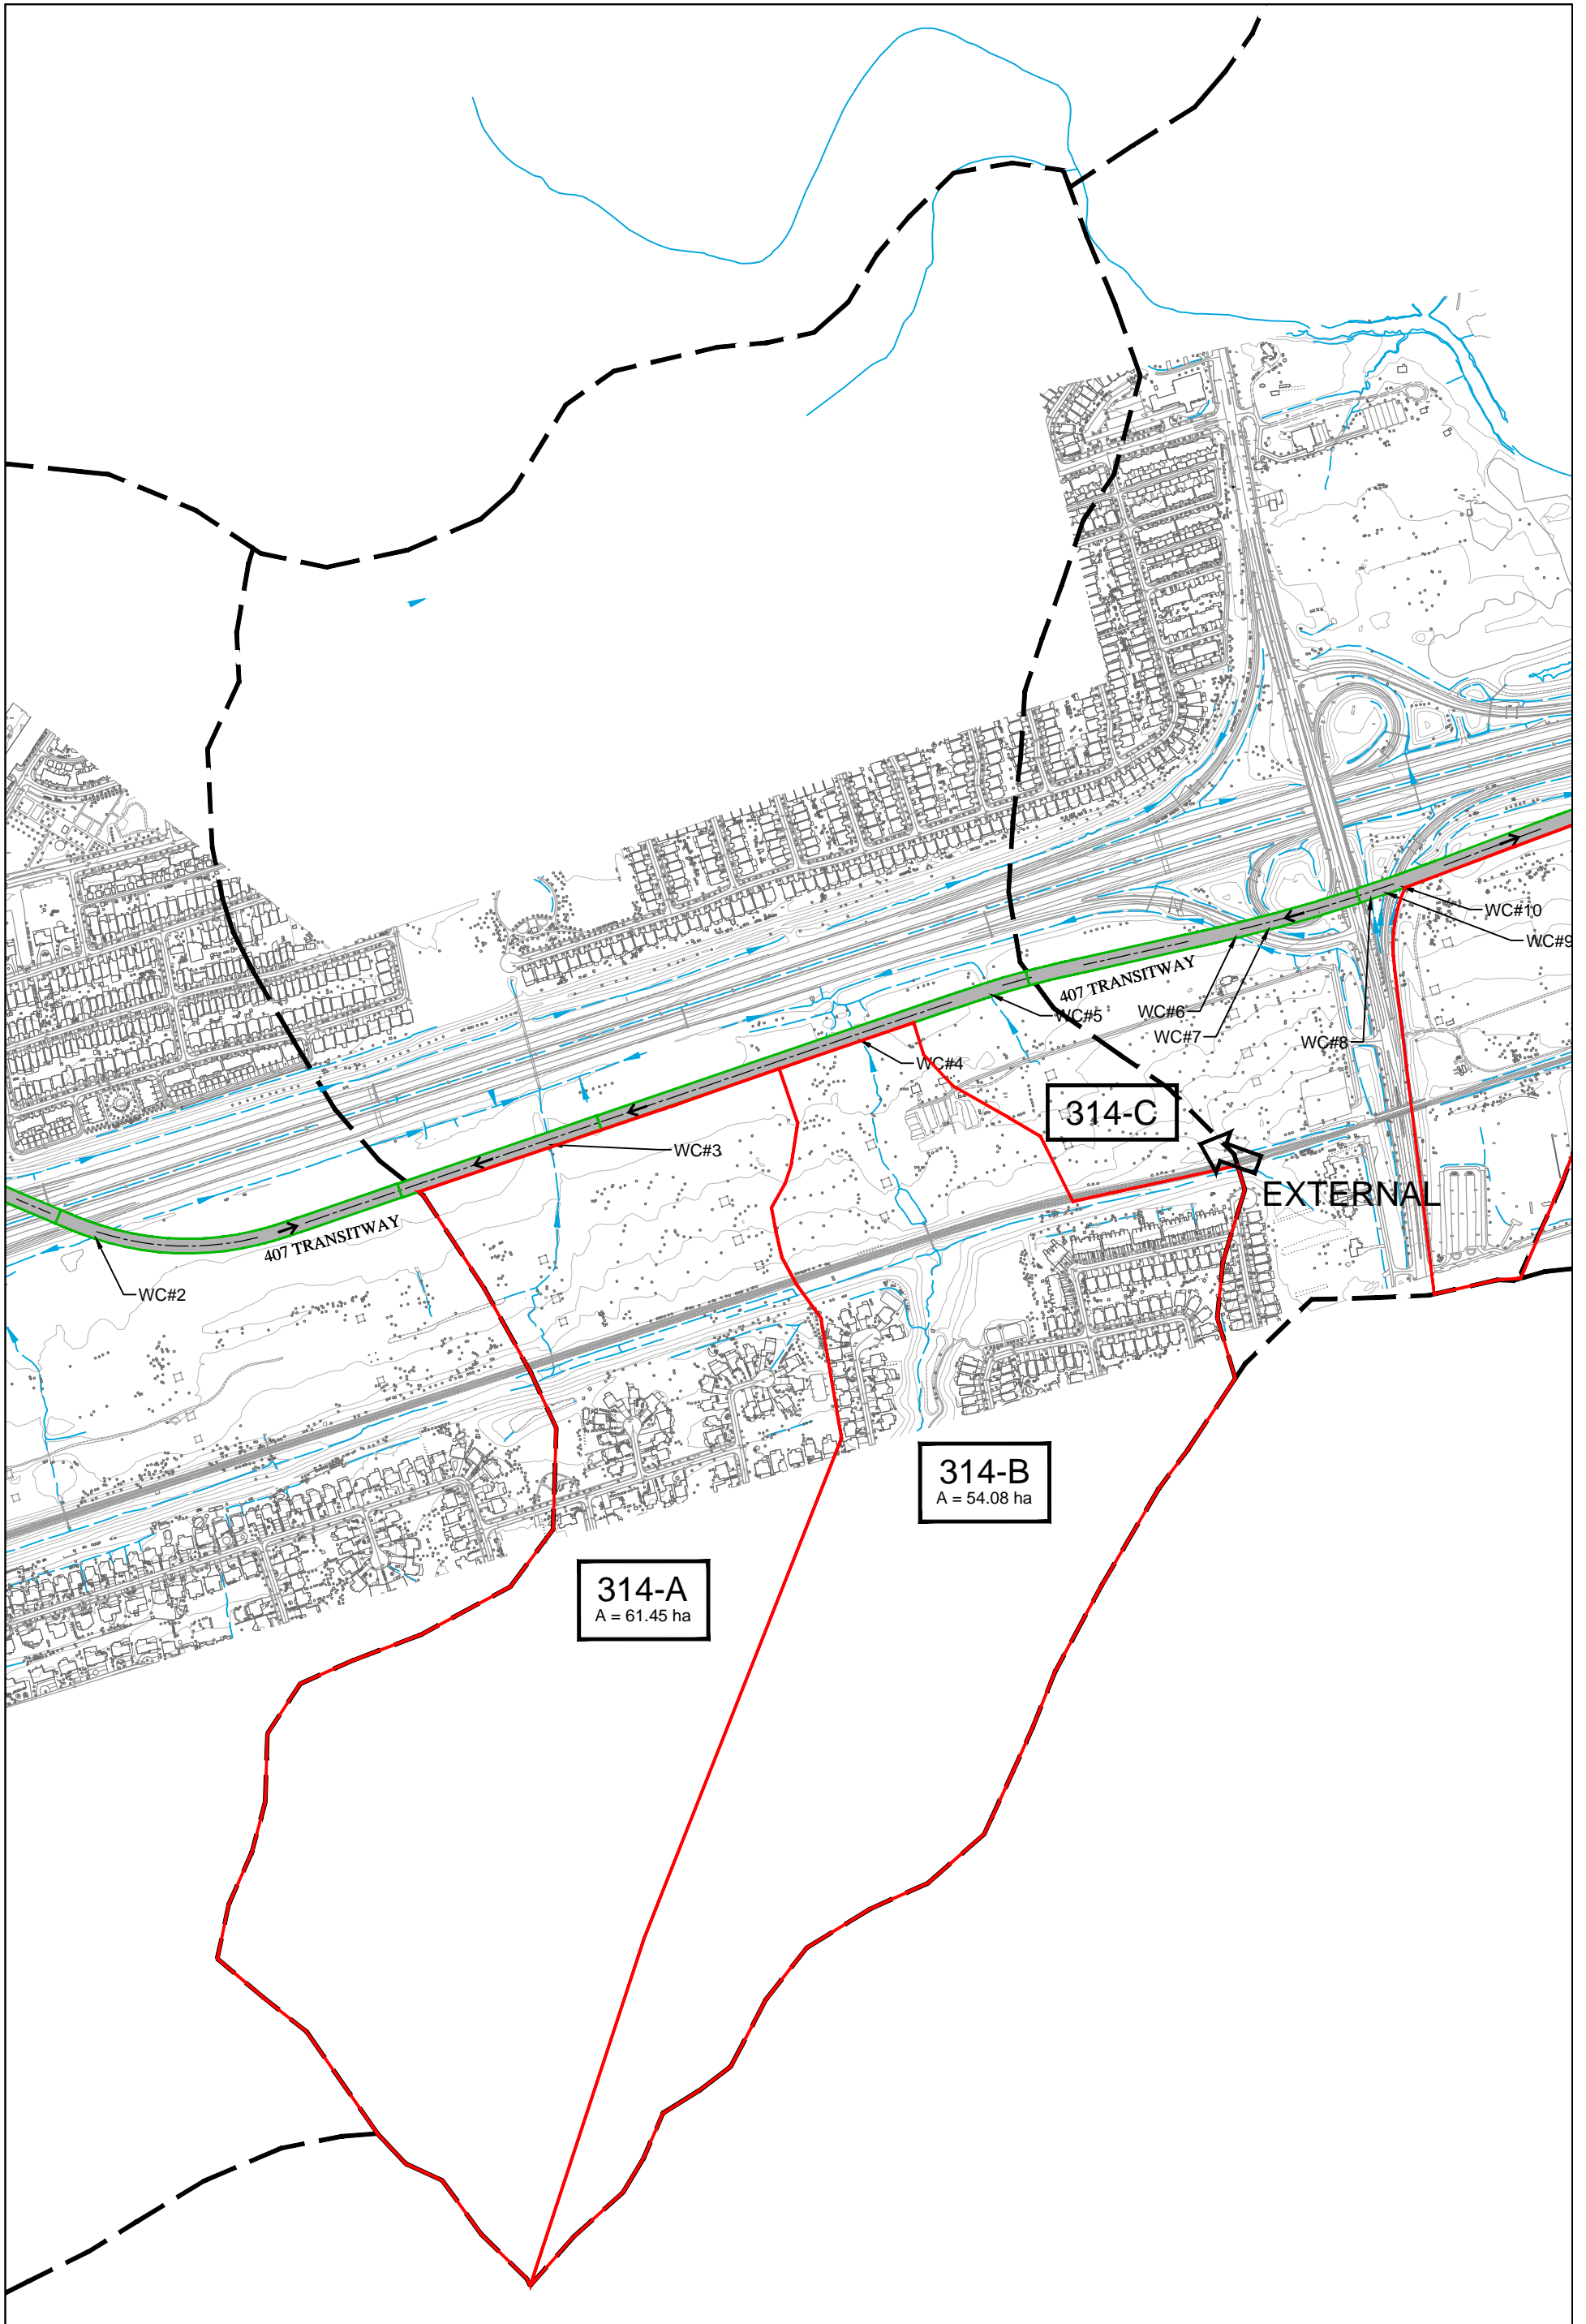 WC#10
WC#9
407 TRANSITWAY
WC#5
WC#6
WC#7
WC#8
WC#4
314-C
WC#3
EXTERNAL
407 TRANSITWAY
WC#2
314-B
A = 54.08 ha
314-A
A = 61.45 ha